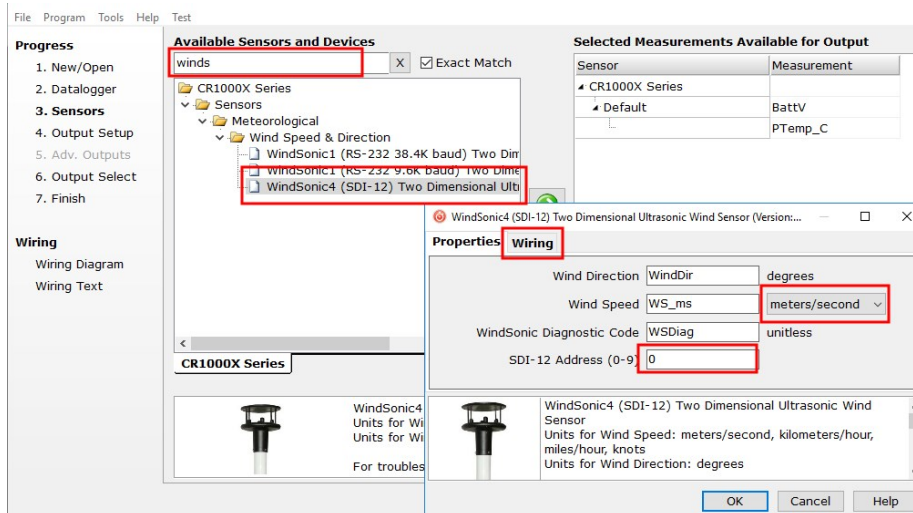 File Program Tools Help Test
Progress
1. New/Open
2. Datalogger
3. Sensors
4. Output Setup
5. Adv. Outputs
6. Output Select
7. Finish
Wiring
Wiring Diagram
Wiring Text
Available Sensors and Devices
winds X Exact Match
CR1000X Series
Sensors
Meteorological
Wind Speed & Direction
WindSonic1 (RS-232 38.4K baud) Two Dim
WindSonic1 (RS-232 9.6K baud) Two Dime
WindSonic4 (SDI-12) Two Dimensional Ult
CR1000X Series
WindSonic4
Units for Wi
Units for Wi
For troubles
Selected Measurements Available for Output
Sensor Measurement
CR1000X Series
Default BattV
PTemp_C
WindSonic4 (SDI-12) Two Dimensional Ultrasonic Wind Sensor (Version:...
Properties Wiring
Wind Direction WindDir degrees
Wind Speed WS_ms meters/second
WindSonic Diagnostic Code WSDiag unitless
SDI-12 Address (0-9) 0
WindSonic4 (SDI-12) Two Dimensional Ultrasonic Wind
Sensor
Units for Wind Speed: meters/second, kilometers/hour,
miles/hour, knots
Units for Wind Direction: degrees
OK Cancel Help